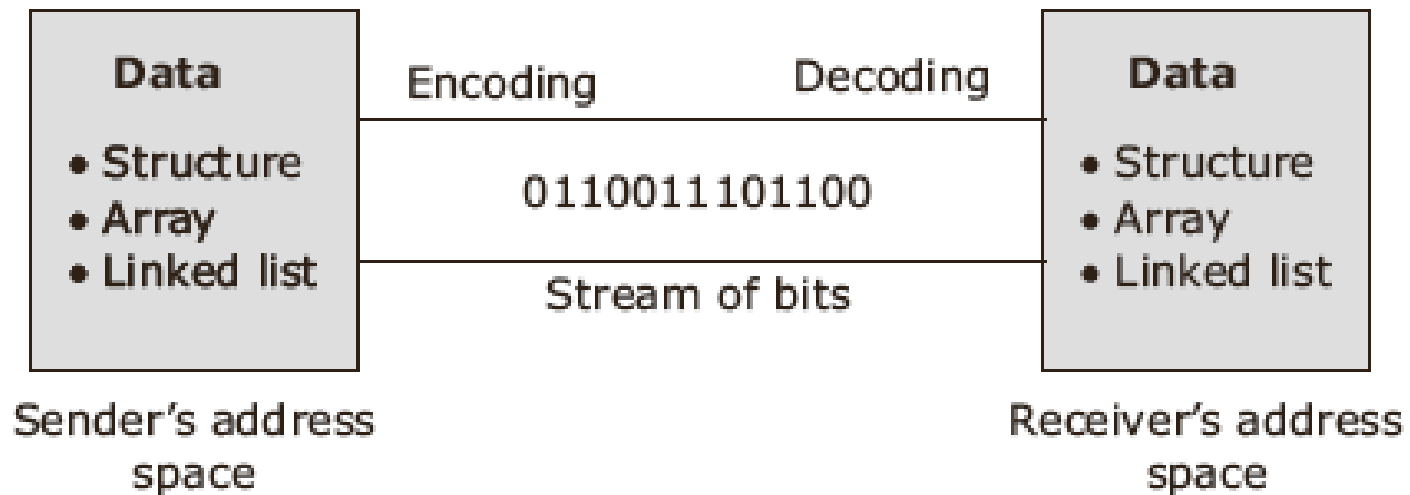 Data
• Structure
• Array
• Linked list
Sender’s address
space
Encoding
Decoding
0110011101100
Stream of bits
Data
• Structure
• Array
• Linked list
Receiver’s address
space